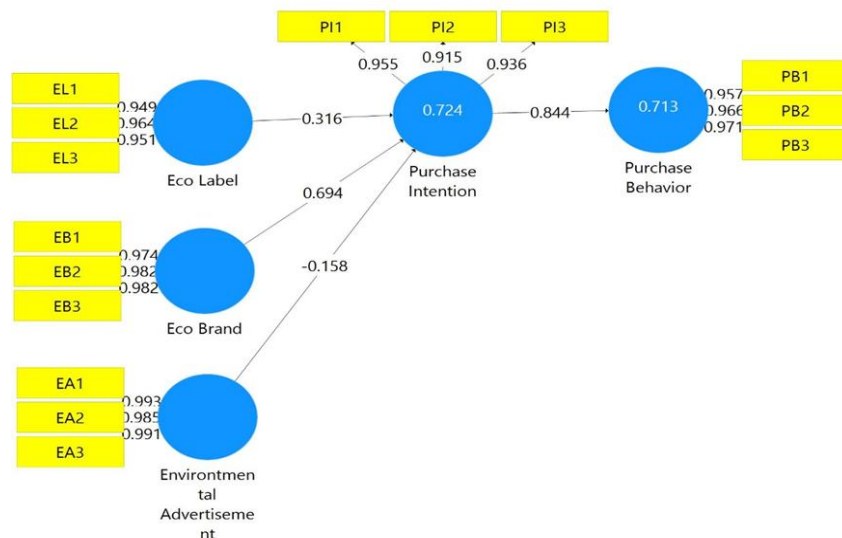 PI1
PI2
PI3
0.955
0.915
0.936
EL1
EL2
EL3
0.949
0.964
0.951
Eco Label
0.316
0.724
Purchase
Intention
0.844
0.713
Purchase
Behavior
0.957
0.966
0.971
PB1
PB2
PB3
0.694
EB1
EB2
EB3
0.974
0.982
0.982
Eco Brand
-0.158
EA1
EA2
EA3
0.993
0.985
0.991
Environtmen
tal
Advertiseme
nt